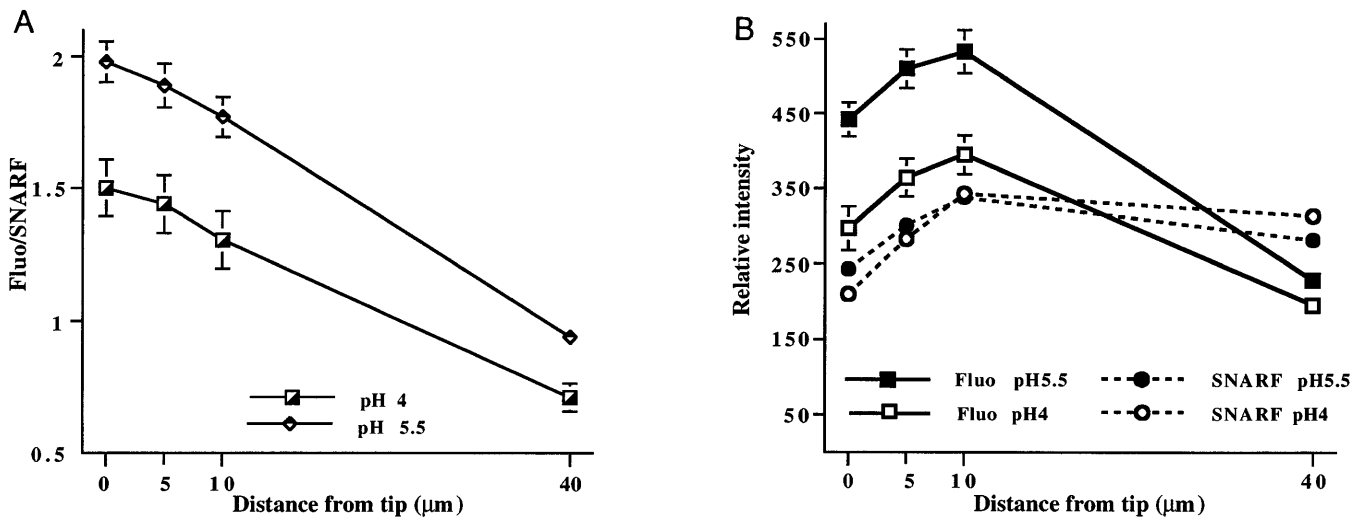 A
2
1.5
1
0.5
Fluo/SNARF
pH 4
pH 5.5
0 5 10 40
Distance from tip (μm)
B
550
450
350
250
150
50
Relative intensity
Fluo pH5.5 SNARF pH5.5
Fluo pH4 SNARF pH4
0 5 10 40
Distance from tip (μm)